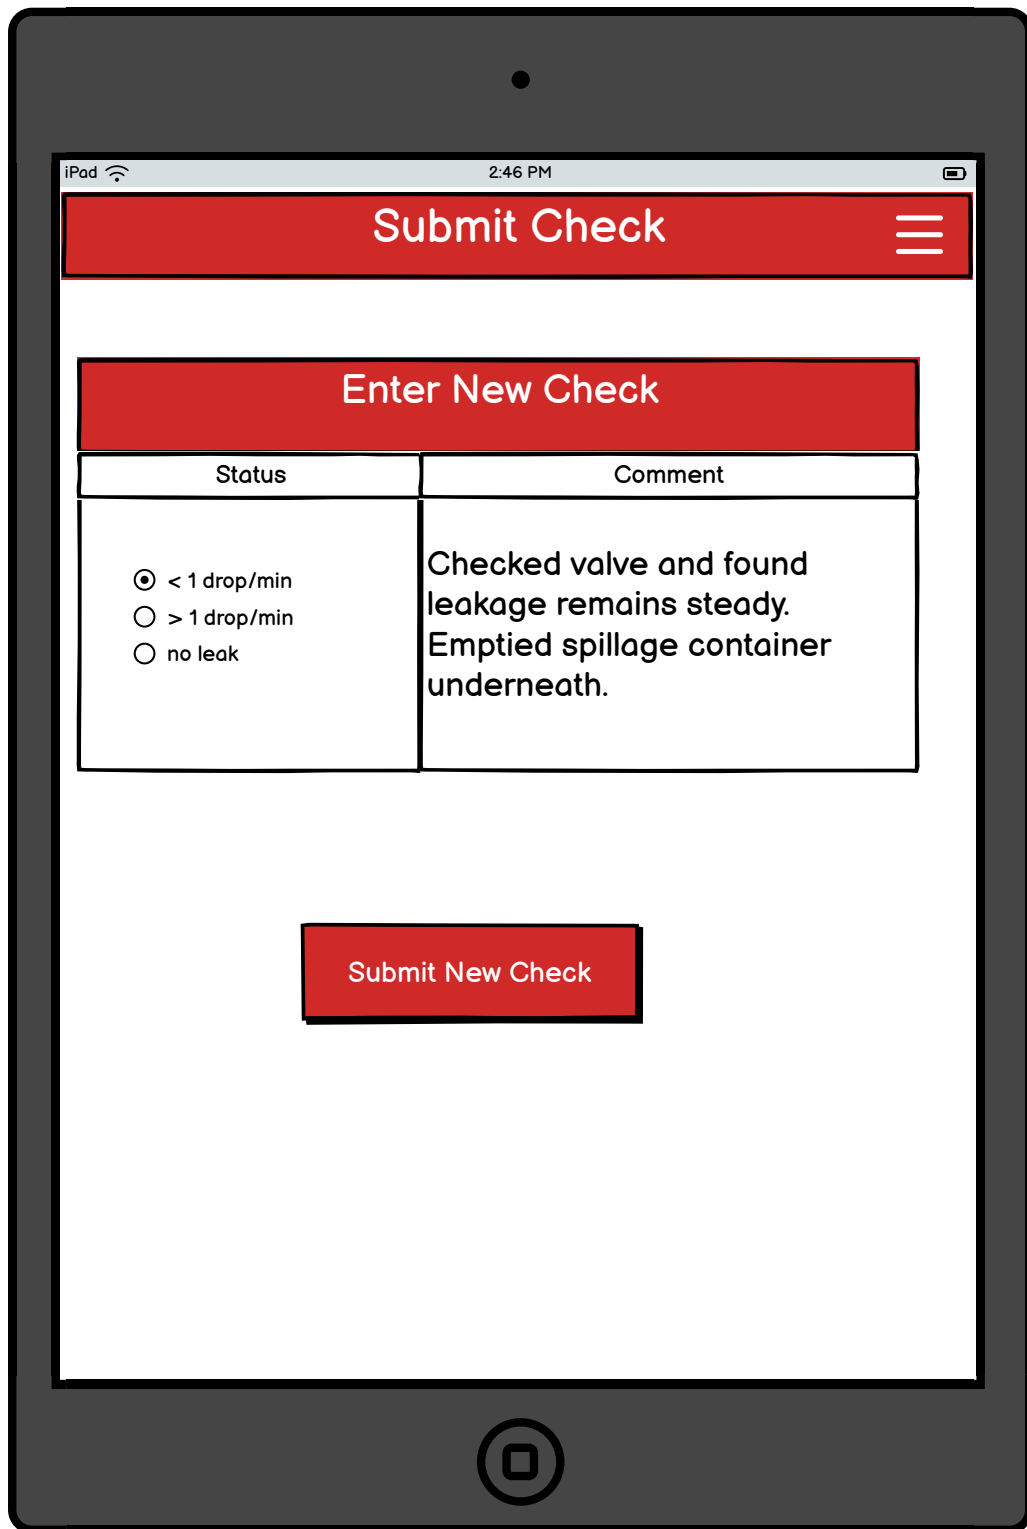 iPad
2:46 PM
Submit Check
Enter New Check
Status
Comment
< 1 drop/min
> 1 drop/min
no leak
Checked valve and found
leakage remains steady.
Emptied spillage container
underneath.
Submit New Check